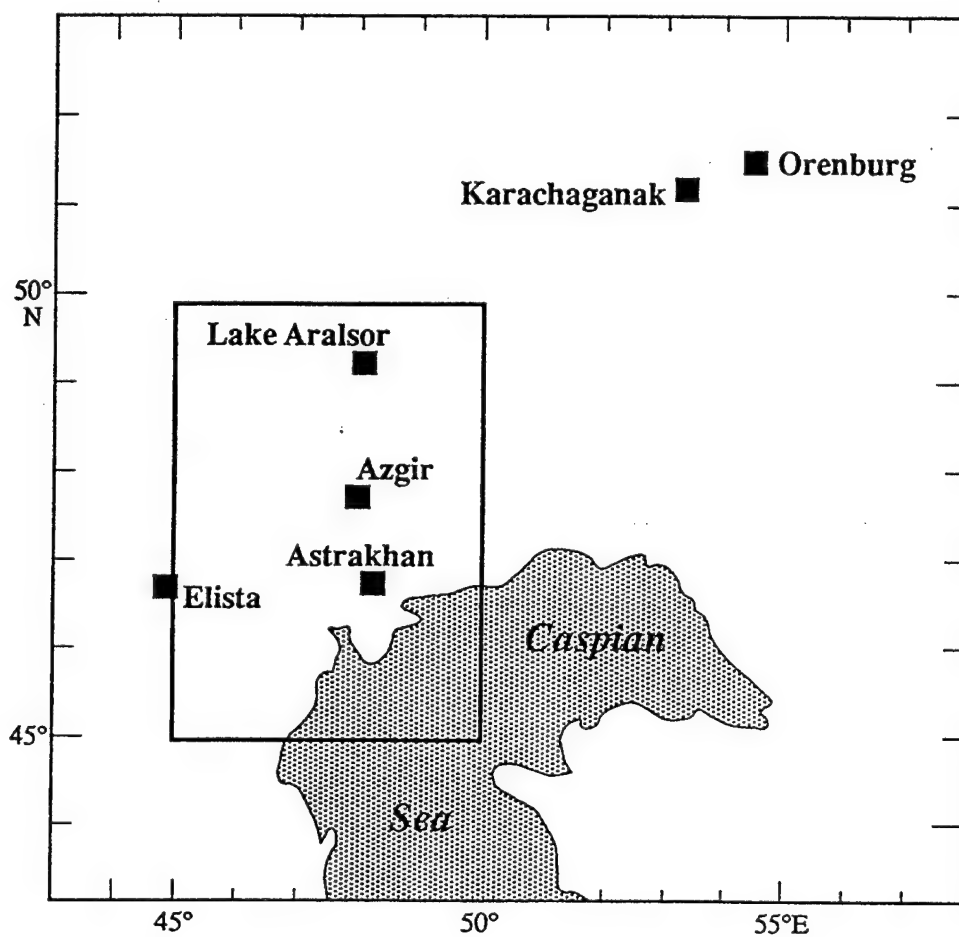 Orenburg
Karachaganak
50°
N
Lake Aralsor
Azgir
Astrakhan
Elista
Caspian
45°
Sea
45°
50°
55°E